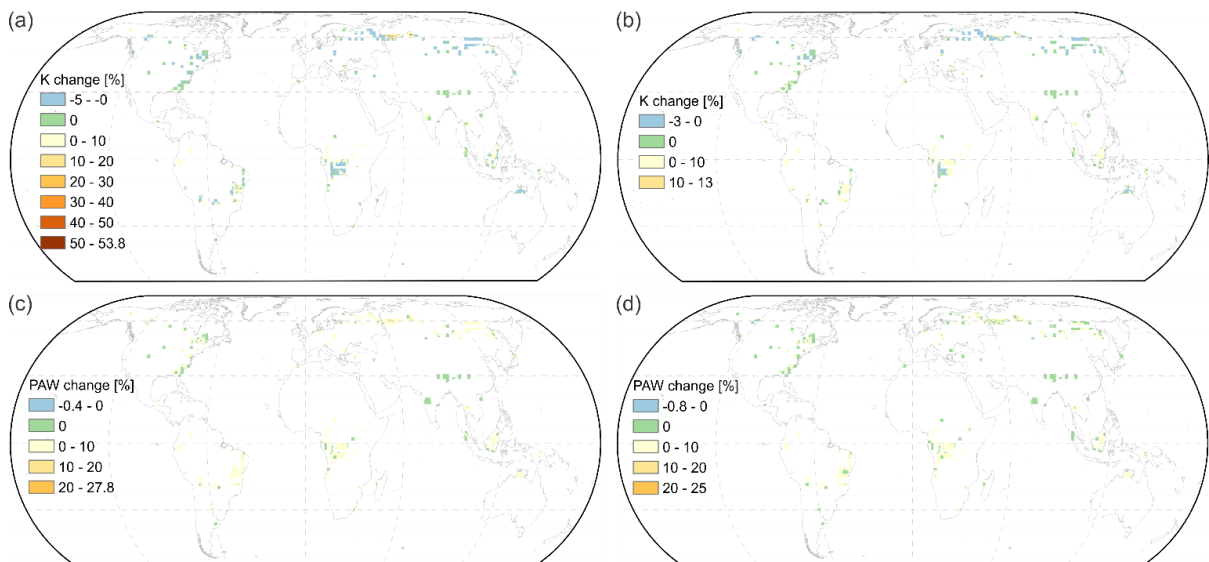 (a)
K change [%]
-5 - -0
0
0 - 10
10 - 20
20 - 30
30 - 40
40 - 50
50 - 53.8
(b)
K change [%]
-3 - 0
0
0 - 10
10 - 13
(c)
PAW change [%]
-0.4 - 0
0
0 - 10
10 - 20
20 - 27.8
(d)
PAW change [%]
-0.8 - 0
0
0 - 10
10 - 20
20 - 25